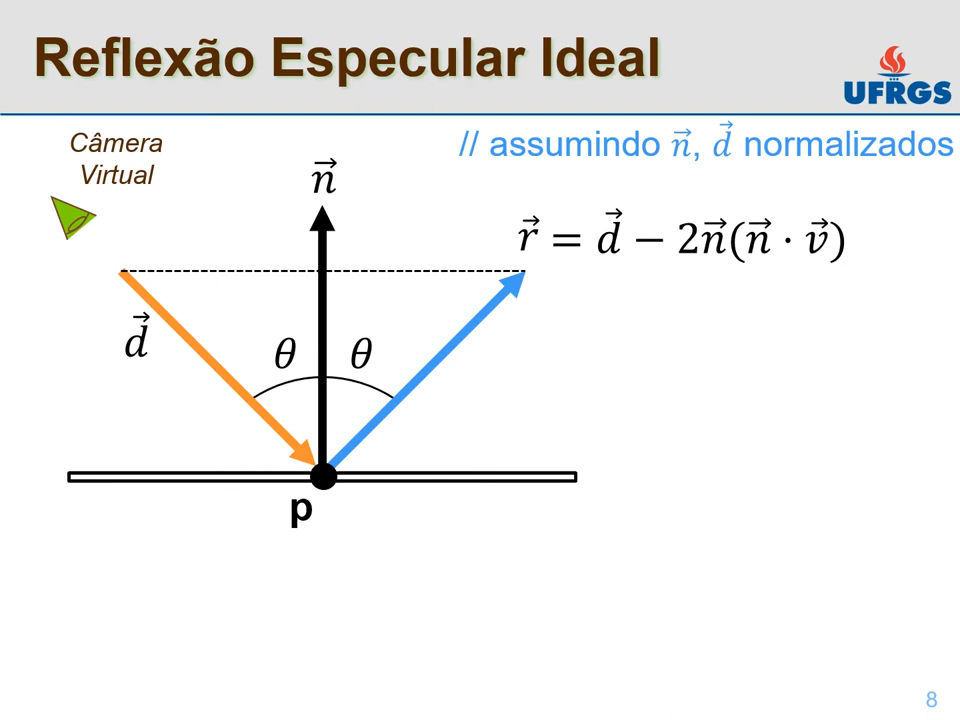 Reflexão Especular Ideal
UFRGS
Câmera
Virtual
// assumindo n⃗, d⃗ normalizados
n⃗
r⃗ = d⃗ − 2n⃗(n⃗ · v⃗)
d⃗
θ θ
p
8